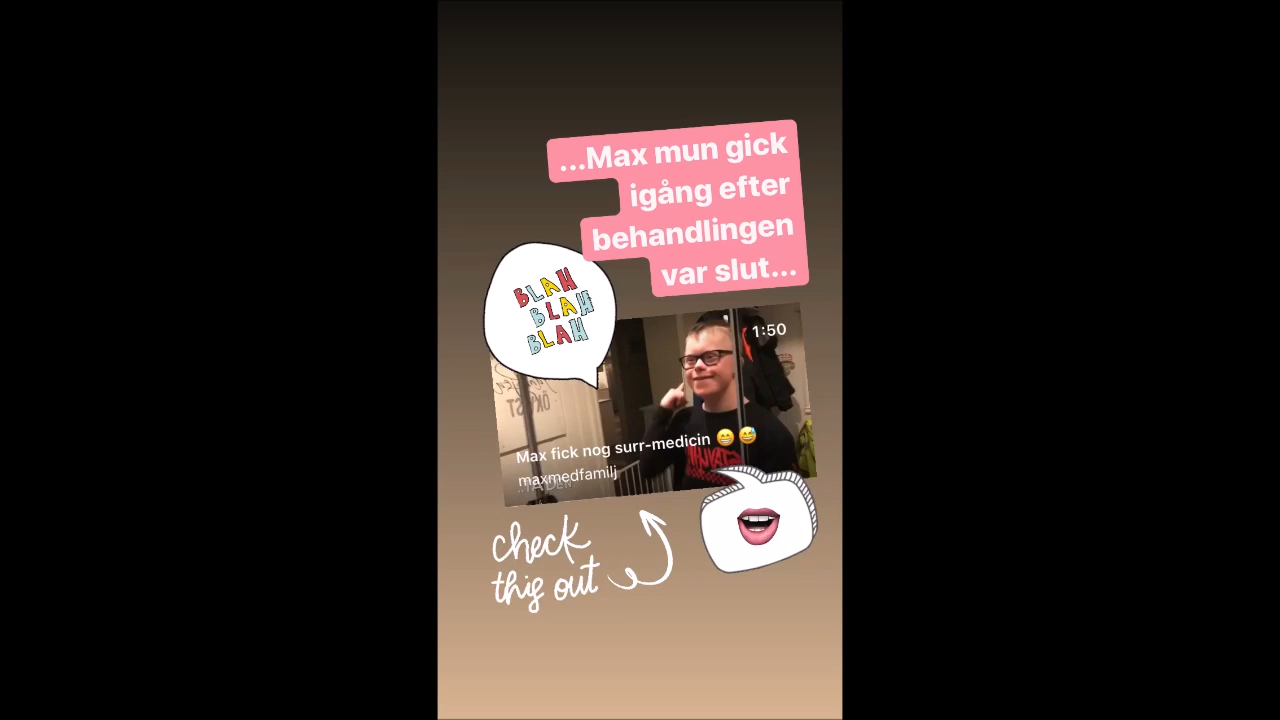 ...Max mun gick
igång efter
behandlingen
var slut...
BLAH
BLAH
BLAH
1:50
Max fick nog surr-medicin 😁 😅
maxmedfamilj
check
this out